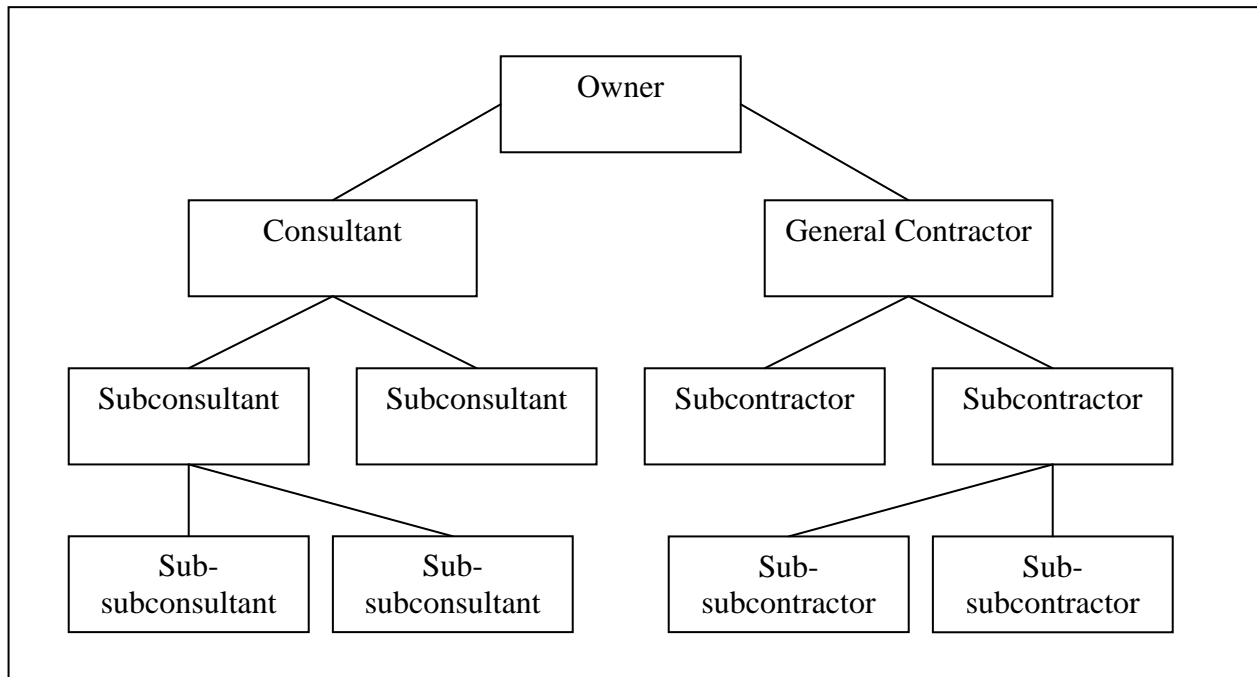 Owner
Consultant
General Contractor
Subconsultant
Subconsultant
Subcontractor
Subcontractor
Sub-
subconsultant
Sub-
subconsultant
Sub-
subcontractor
Sub-
subcontractor